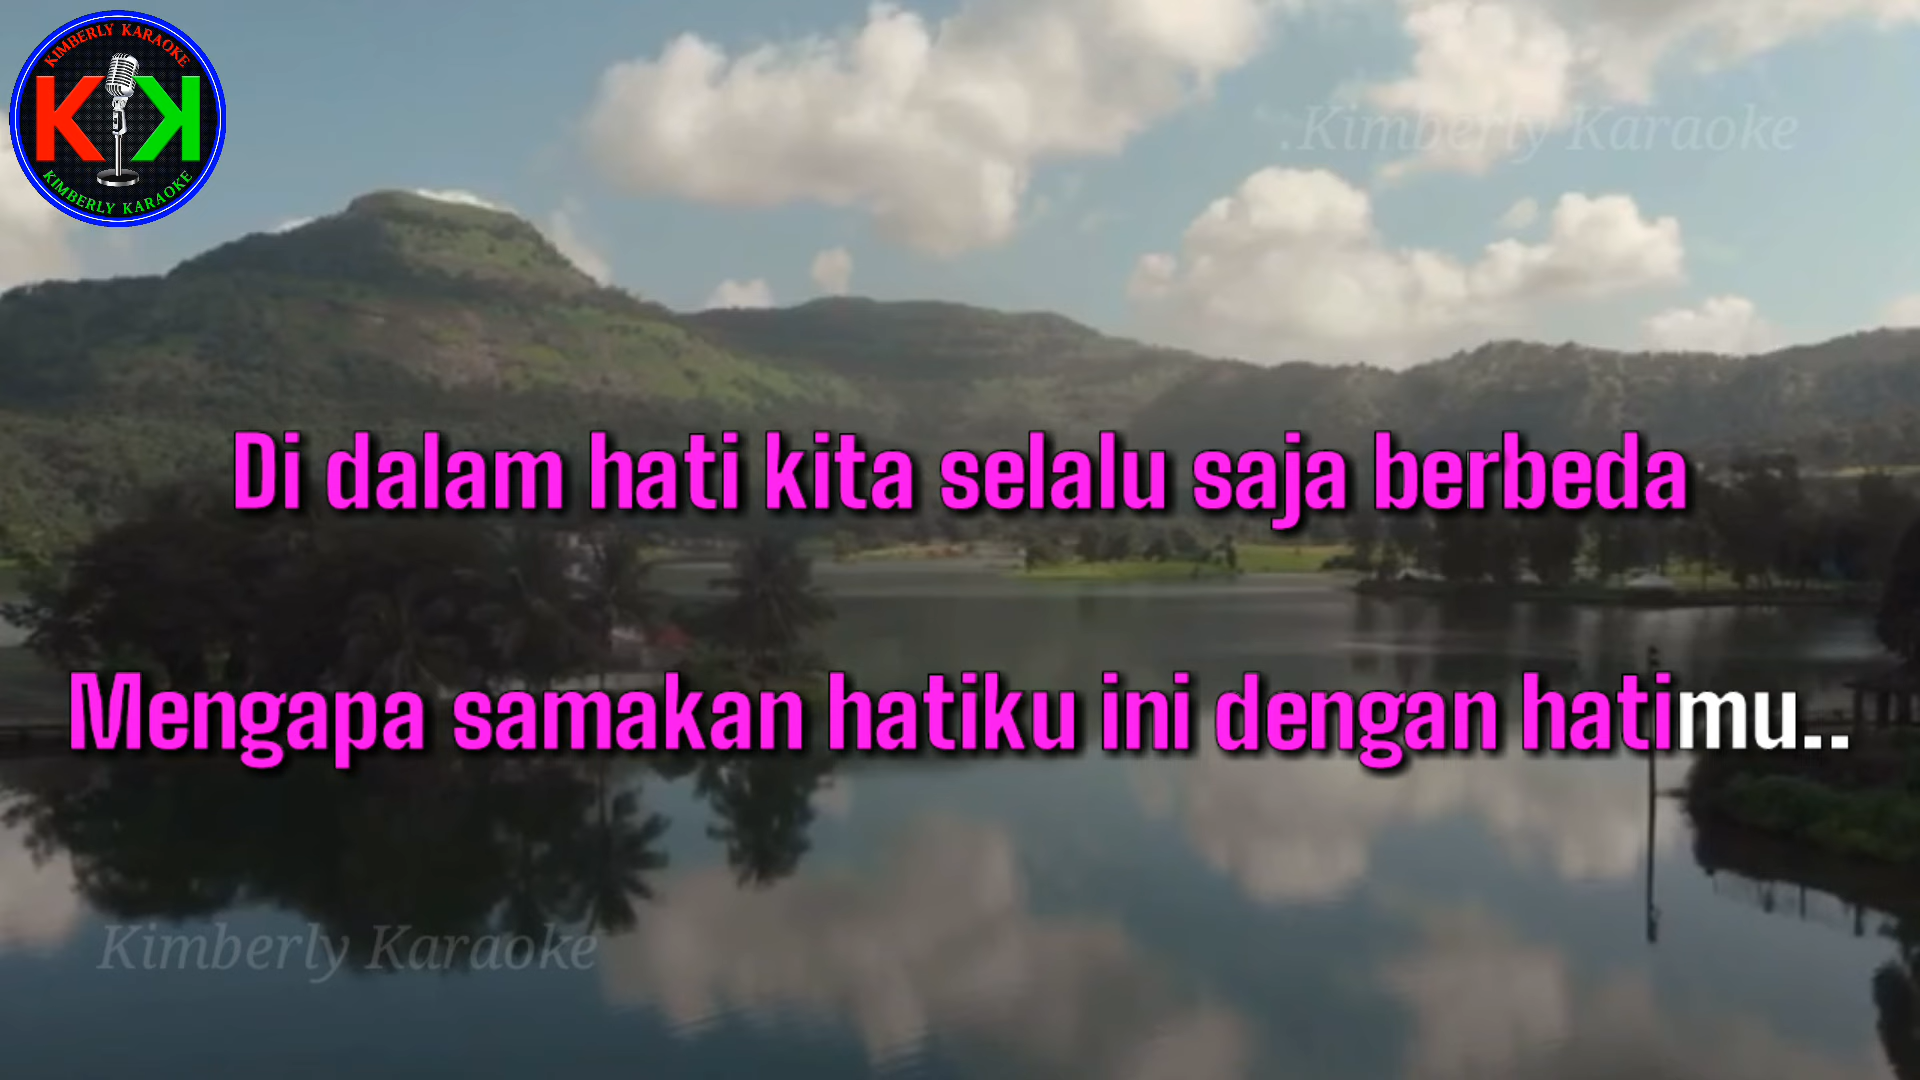 KIMBERLY KARAOKE
K K
KIMBERLY KARAOKE
.Kimberly Karaoke
Di dalam hati kita selalu saja berbeda
Mengapa samakan hatiku ini dengan hatimu..
Kimberly Karaoke